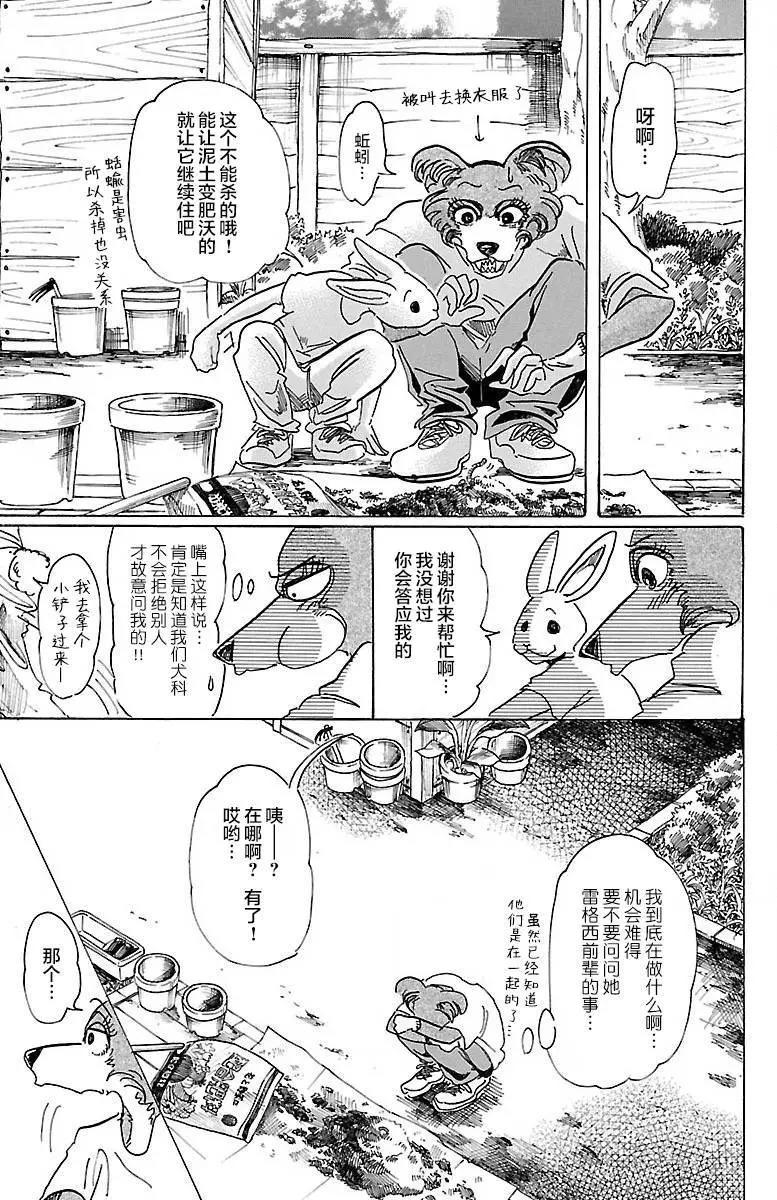 呀啊…
被叫去换衣服了
蚯蚓…
这个不能杀的哦！
能让泥土变肥沃的
就让它继续住吧
蛞蝓是害虫
所以杀掉也没关系
谢谢你来帮忙啊…
我没想过
你会答应我的
嘴上这样说…
肯定是知道我们犬科
不会拒绝别人
才故意问我的!!
我去拿个
小铲子过来—
我到底在做什么啊…
机会难得
要不要问问她
雷格西前辈的事…
虽然已经知道
他们是在一起的了…
咦——?
在哪啊？有了！
哎哟…
那个…